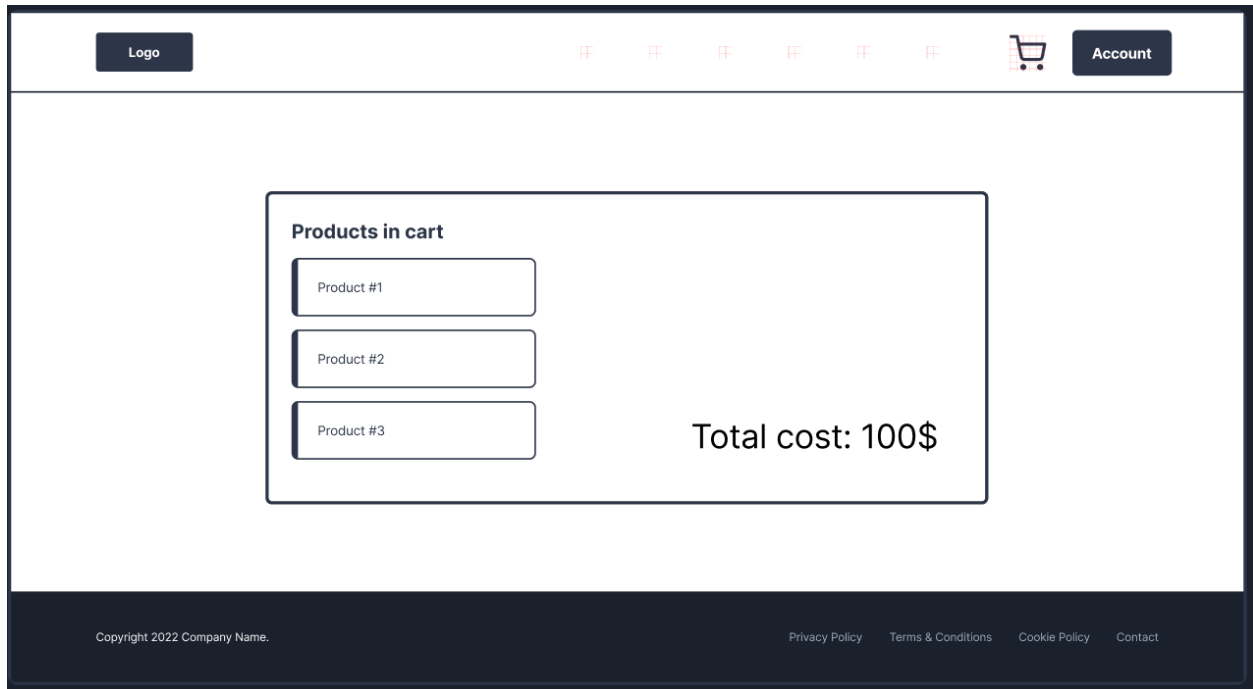 Logo
Account
Products in cart
Product #1
Product #2
Product #3
Total cost: 100$
Copyright 2022 Company Name.
Privacy Policy Terms & Conditions Cookie Policy Contact